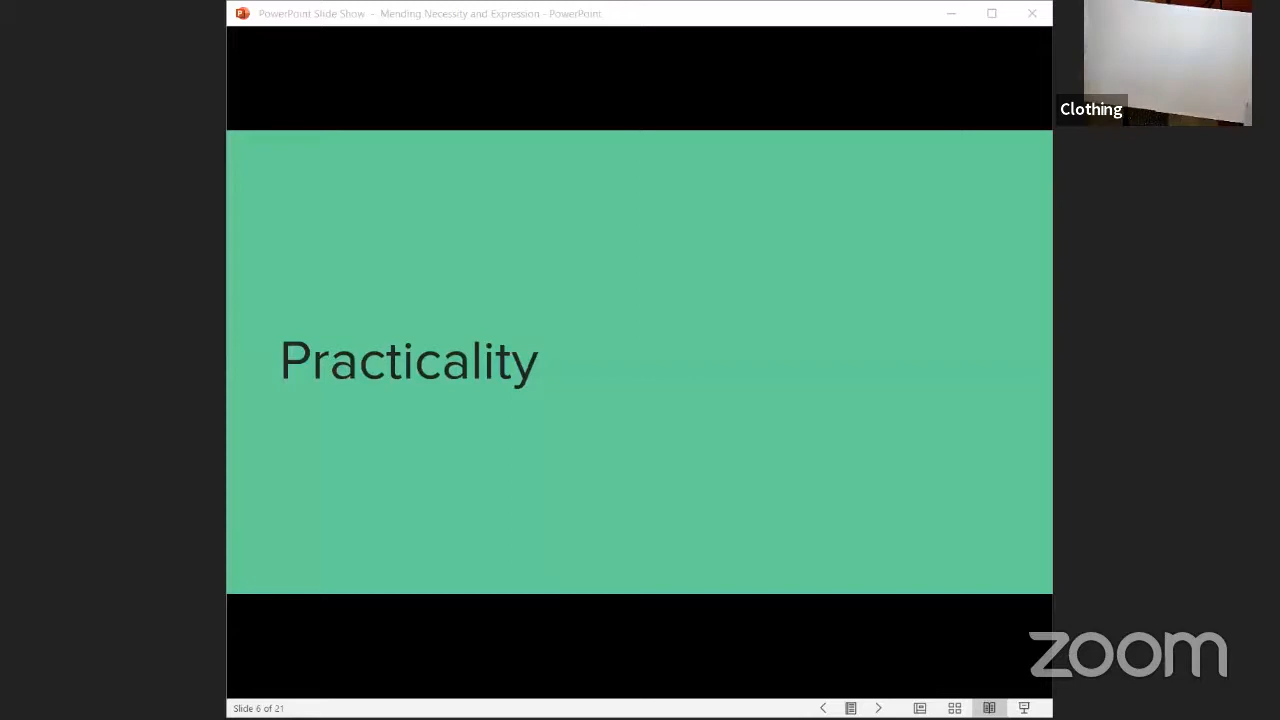 PowerPoint Slide Show - Mending Necessity and Expression - PowerPoint
Clothing
Practicality
zoom
Slide 6 of 21